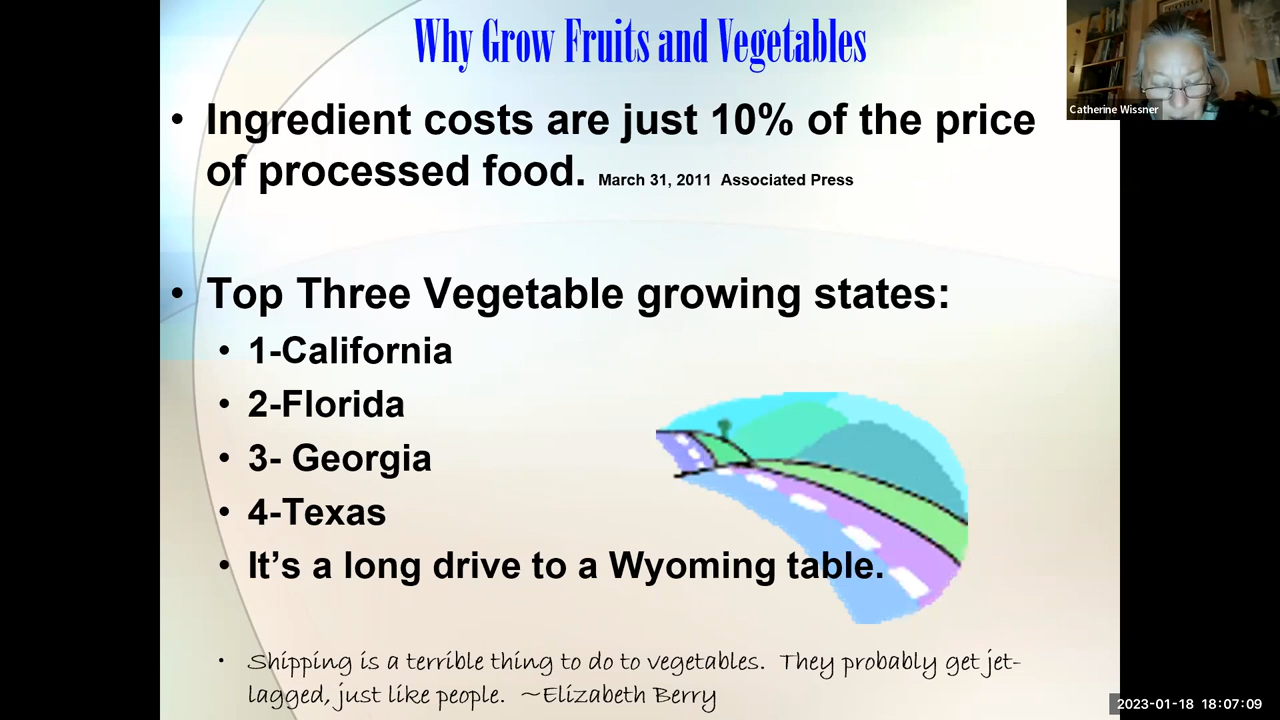 Why Grow Fruits and Vegetables
Catherine Wissner
• Ingredient costs are just 10% of the price
of processed food. March 31, 2011 Associated Press
• Top Three Vegetable growing states:
• 1-California
• 2-Florida
• 3- Georgia
• 4-Texas
• It’s a long drive to a Wyoming table.
• Shipping is a terrible thing to do to vegetables. They probably get jet-
lagged, just like people. ~Elizabeth Berry
2023-01-18 18:07:09